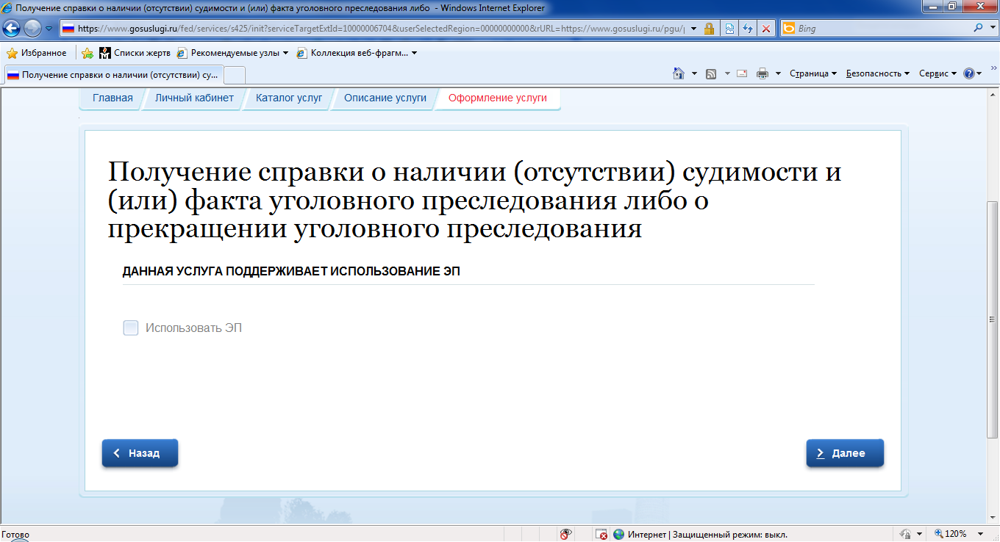 Получение справки о наличии (отсутствии) судимости и (или) факта уголовного преследования либо - Windows Internet Explorer
https://www.gosuslugi.ru/fed/services/s425/init?serviceTargetExtId=10000006704&userSelectedRegion=00000000000&rURL=https://www.gosuslugi.ru/pgu/
Bing
Избранное
Списки жертв
Рекомендуемые узлы
Коллекция веб-фрагм...
Получение справки о наличии (отсутствии) су...
Страница
Безопасность
Сервис
Главная
Личный кабинет
Каталог услуг
Описание услуги
Оформление услуги
Получение справки о наличии (отсутствии) судимости и
(или) факта уголовного преследования либо о
прекращении уголовного преследования
ДАННАЯ УСЛУГА ПОДДЕРЖИВАЕТ ИСПОЛЬЗОВАНИЕ ЭП
Использовать ЭП
Назад
Далее
Готово
Интернет | Защищенный режим: выкл.
120%